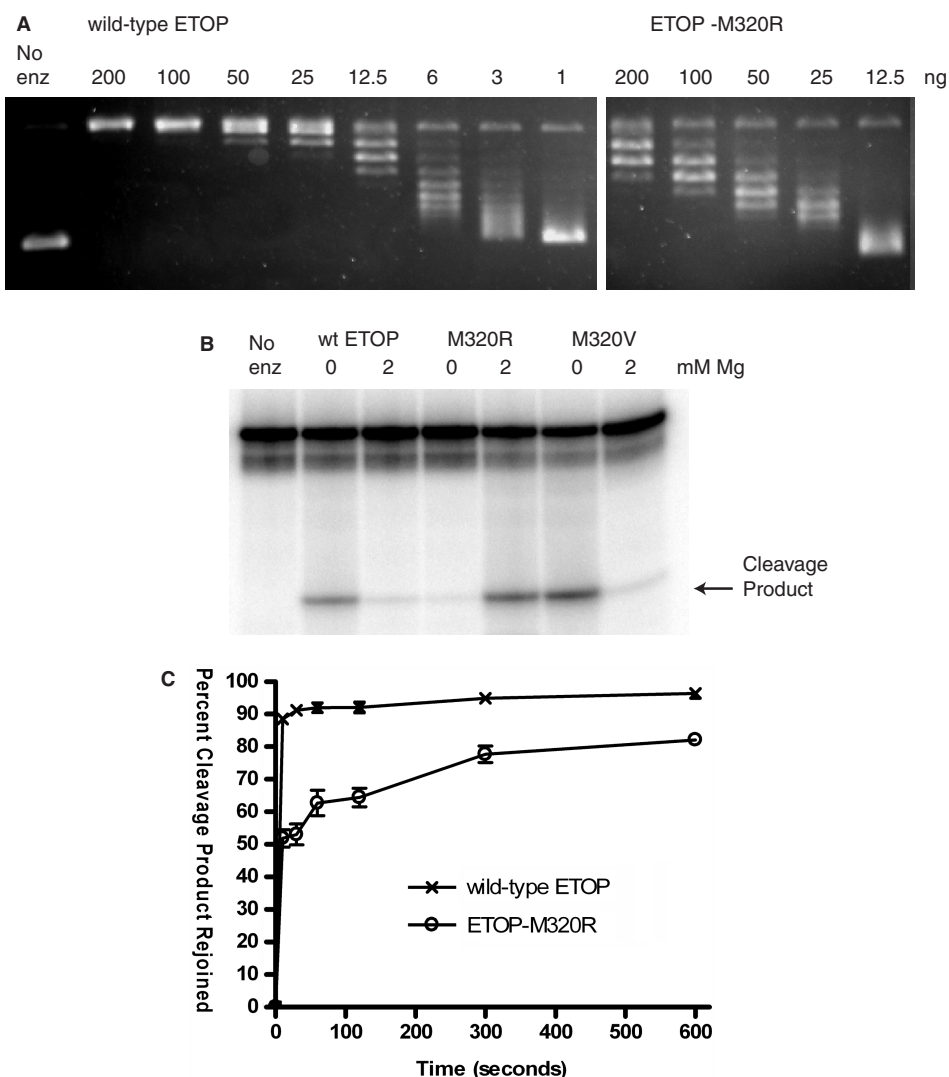 A wild-type ETOP ETOP -M320R
No
enz 200 100 50 25 12.5 6 3 1 200 100 50 25 12.5 ng
B No wt ETOP M320R M320V
enz 0 2 0 2 0 2 mM Mg
Cleavage
Product
C
Percent Cleavage Product Rejoined
100
90
80
70
60
50
40
30
20
10
0
wild-type ETOP
ETOP-M320R
0 100 200 300 400 500 600
Time (seconds)